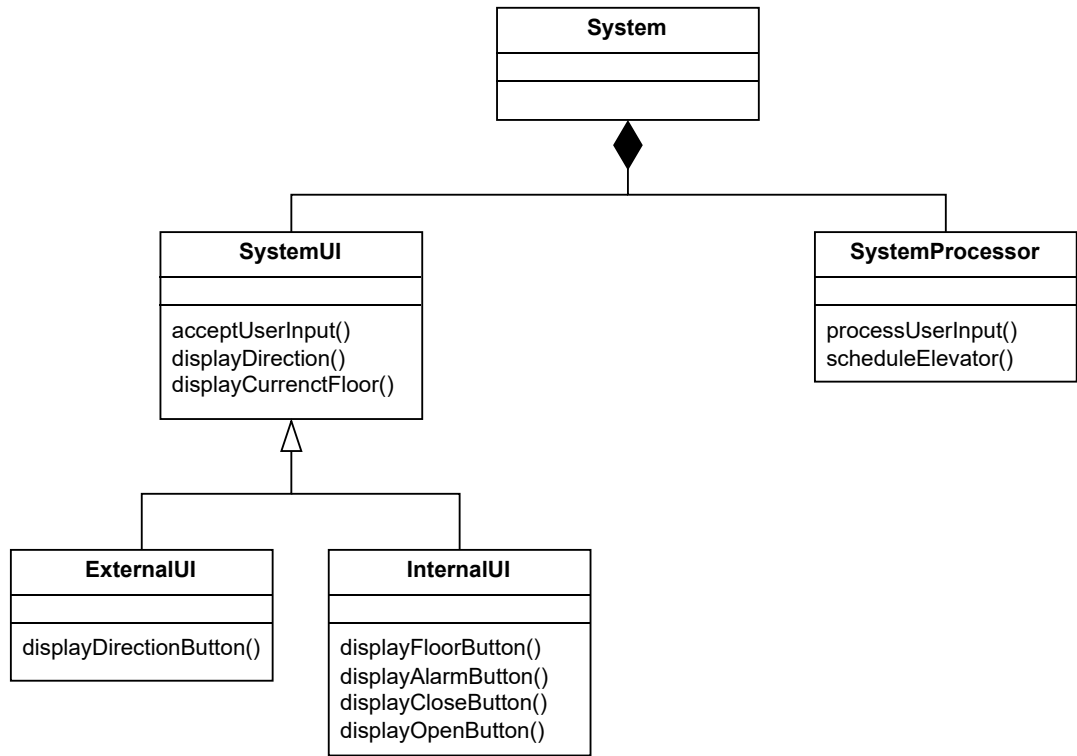 System
SystemUI
acceptUserInput()
displayDirection()
displayCurrenctFloor()
SystemProcessor
processUserInput()
scheduleElevator()
ExternalUI
displayDirectionButton()
InternalUI
displayFloorButton()
displayAlarmButton()
displayCloseButton()
displayOpenButton()